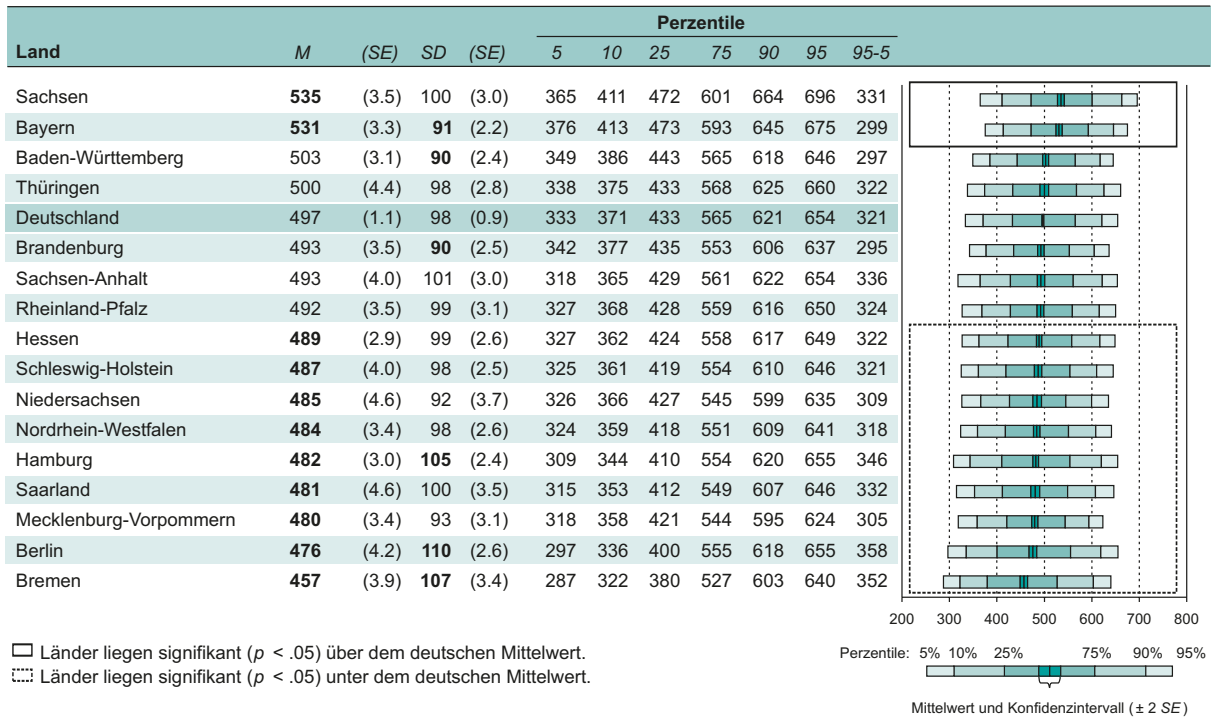 Perzentile
Land M (SE) SD (SE) 5 10 25 75 90 95 95-5
Sachsen 535 (3.5) 100 (3.0) 365 411 472 601 664 696 331
Bayern 531 (3.3) 91 (2.2) 376 413 473 593 645 675 299
Baden-Württemberg 503 (3.1) 90 (2.4) 349 386 443 565 618 646 297
Thüringen 500 (4.4) 98 (2.8) 338 375 433 568 625 660 322
Deutschland 497 (1.1) 98 (0.9) 333 371 433 565 621 654 321
Brandenburg 493 (3.5) 90 (2.5) 342 377 435 553 606 637 295
Sachsen-Anhalt 493 (4.0) 101 (3.0) 318 365 429 561 622 654 336
Rheinland-Pfalz 492 (3.5) 99 (3.1) 327 368 428 559 616 650 324
Hessen 489 (2.9) 99 (2.6) 327 362 424 558 617 649 322
Schleswig-Holstein 487 (4.0) 98 (2.5) 325 361 419 554 610 646 321
Niedersachsen 485 (4.6) 92 (3.7) 326 366 427 545 599 635 309
Nordrhein-Westfalen 484 (3.4) 98 (2.6) 324 359 418 551 609 641 318
Hamburg 482 (3.0) 105 (2.4) 309 344 410 554 620 655 346
Saarland 481 (4.6) 100 (3.5) 315 353 412 549 607 646 332
Mecklenburg-Vorpommern 480 (3.4) 93 (3.1) 318 358 421 544 595 624 305
Berlin 476 (4.2) 110 (2.6) 297 336 400 555 618 655 358
Bremen 457 (3.9) 107 (3.4) 287 322 380 527 603 640 352
200 300 400 500 600 700 800
Länder liegen signifikant (p < .05) über dem deutschen Mittelwert.
Länder liegen signifikant (p < .05) unter dem deutschen Mittelwert.
Perzentile: 5% 10% 25% 75% 90% 95%
Mittelwert und Konfidenzintervall (± 2 SE)